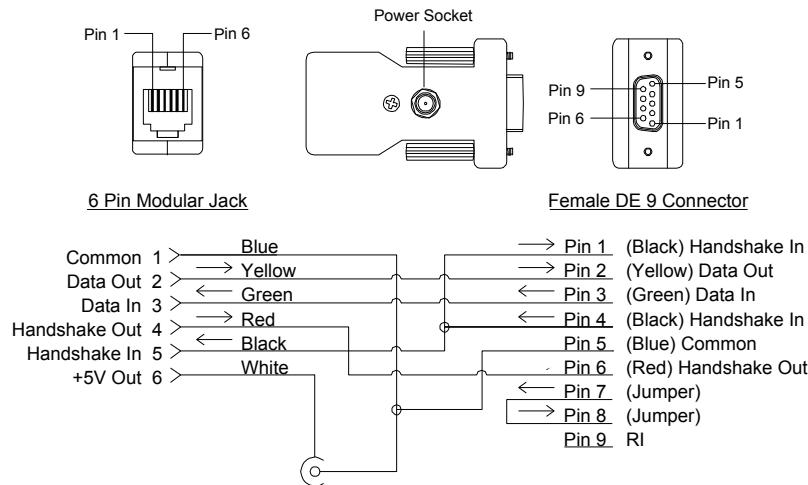 Power Socket
Pin 1
Pin 6
Pin 9
Pin 5
Pin 6
Pin 1
6 Pin Modular Jack
Female DE 9 Connector
Common 1 Blue
Data Out 2 Yellow
Data In 3 Green
Handshake Out 4 Red
Handshake In 5 Black
+5V Out 6 White
Pin 1 (Black) Handshake In
Pin 2 (Yellow) Data Out
Pin 3 (Green) Data In
Pin 4 (Black) Handshake In
Pin 5 (Blue) Common
Pin 6 (Red) Handshake Out
Pin 7 (Jumper)
Pin 8 (Jumper)
Pin 9 RI